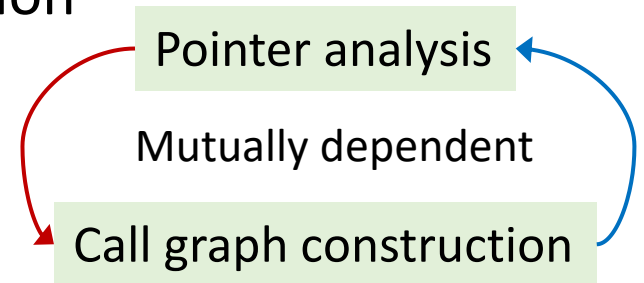 Pointer analysis
Mutually dependent
Call graph construction